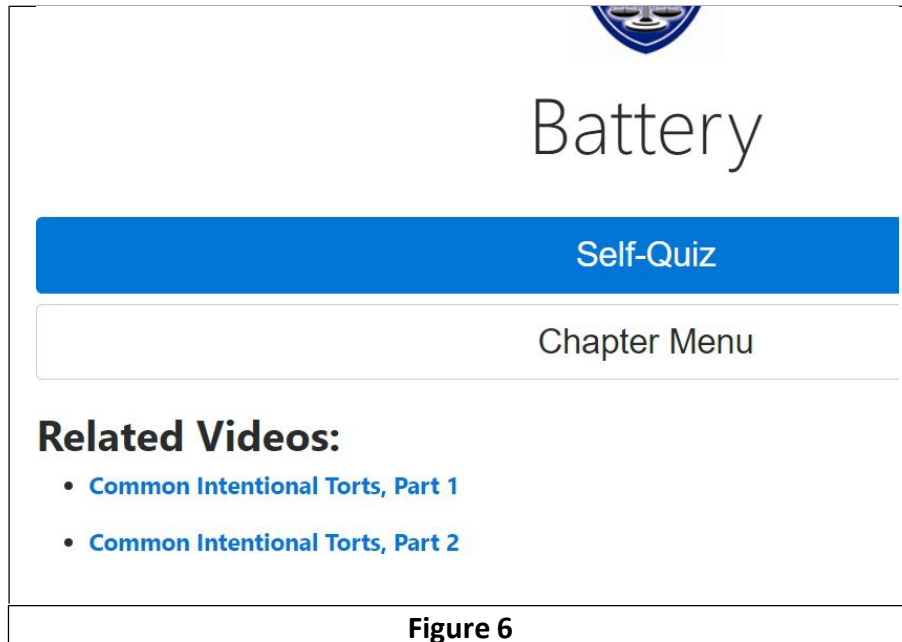 Battery
Self-Quiz
Chapter Menu
Related Videos:
• Common Intentional Torts, Part 1
• Common Intentional Torts, Part 2
Figure 6